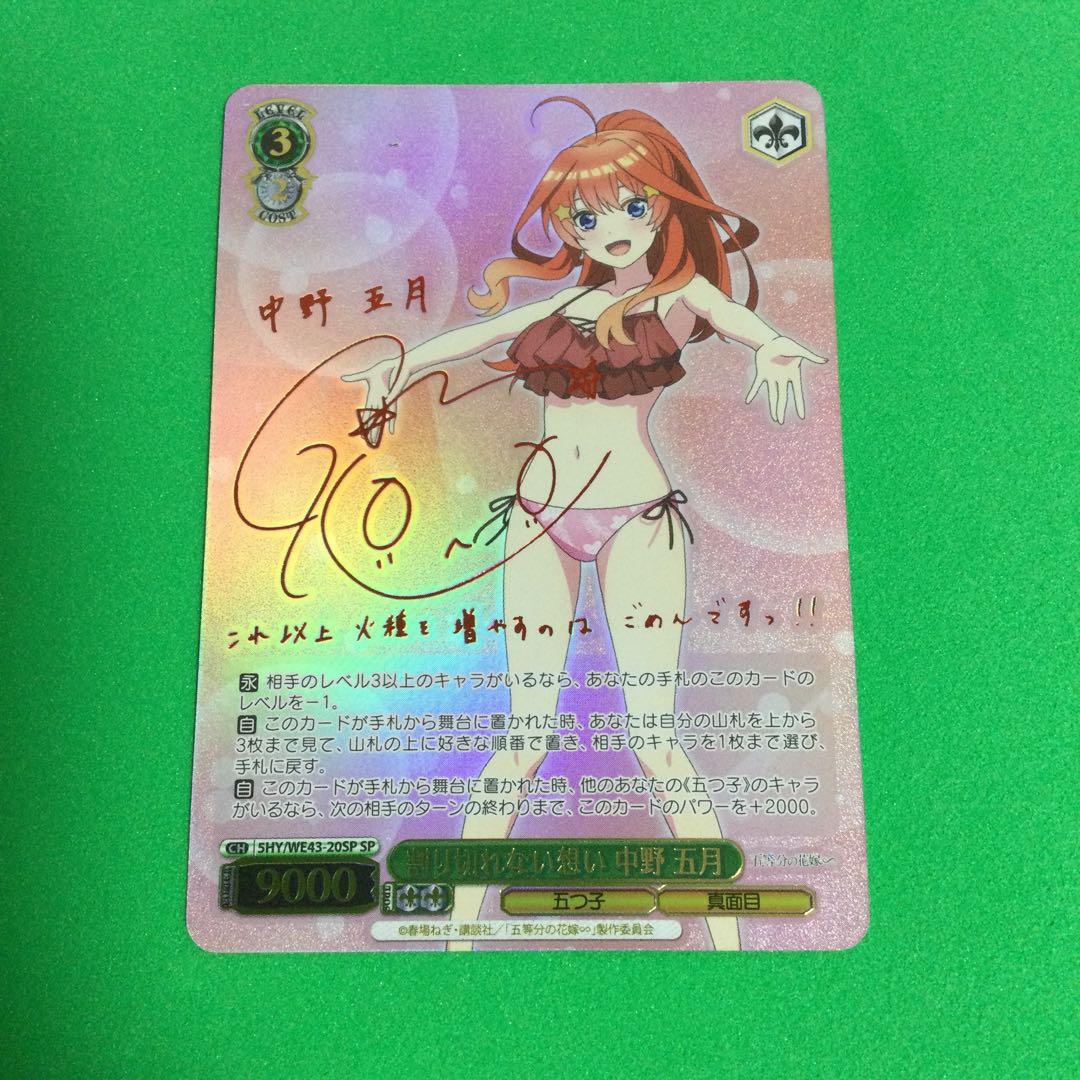 LEVEL
3
2
COST
中野 五月
これ以上 火種を 増やすのは ごめんですっ!!
永 相手のレベル3以上のキャラがいるなら、あなたの手札のこのカードの
レベルを－1。
自 このカードが手札から舞台に置かれた時、あなたは自分の山札を上から
3枚まで見て、山札の上に好きな順番で置き、相手のキャラを1枚まで選び、
手札に戻す。
自 このカードが手札から舞台に置かれた時、他のあなたの《五つ子》のキャラ
がいるなら、次の相手のターンの終わりまで、このカードのパワーを＋2000。
CH 5HY/WE43-20SP SP
割り切れない想い 中野 五月
五等分の花嫁∽
9000
五つ子
真面目
©春場ねぎ・講談社／「五等分の花嫁∽」製作委員会